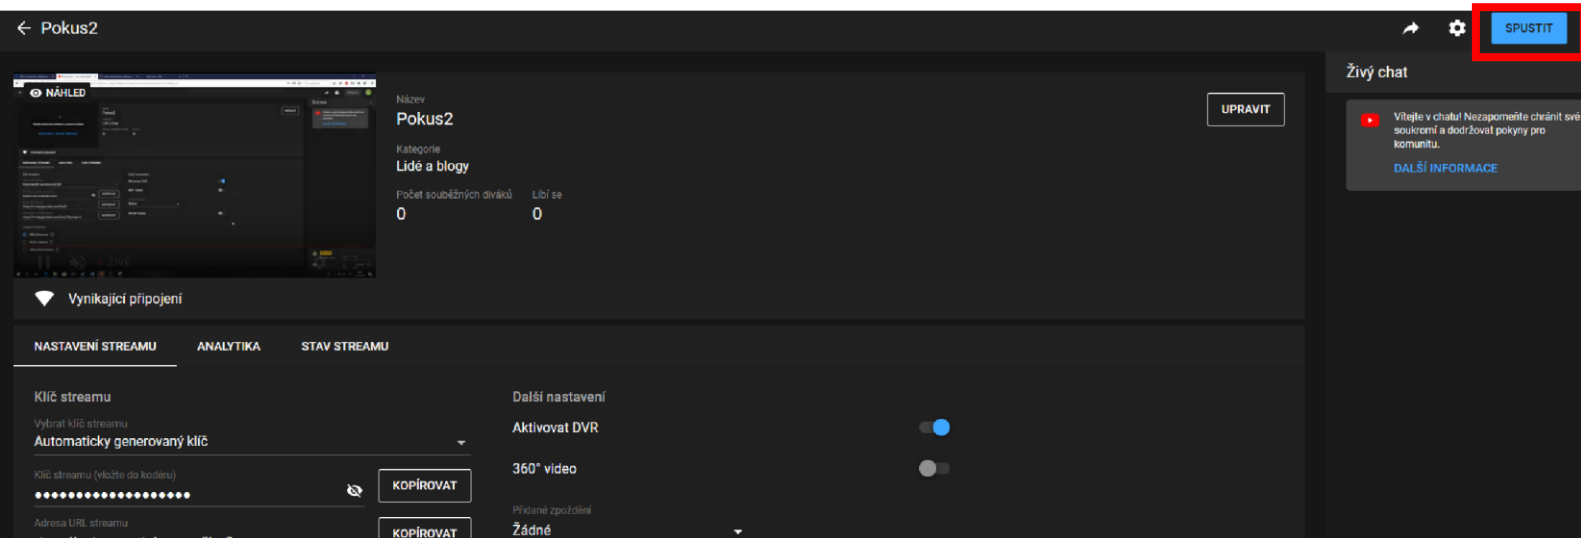 Pokus2
SPUSTIT
NÁHLED
Název
Pokus2
UPRAVIT
Kategorie
Lidé a blogy
Počet souběžných diváků
Líbí se
0
0
ŽIVĚ
Vynikající připojení
Živý chat
Vítejte v chatu! Nezapomeňte chránit své
soukromí a dodržovat pokyny pro
komunitu.
DALŠÍ INFORMACE
NASTAVENÍ STREAMU
ANALYTIKA
STAV STREAMU
Klíč streamu
Vybrat klíč streamu
Automaticky generovaný klíč
Klíč streamu (vložte do kodéru)
●●●●●●●●●●●●●●●●●●●
KOPÍROVAT
Adresa URL streamu
KOPÍROVAT
Další nastavení
Aktivovat DVR
360° video
Přidané zpoždění
Žádné